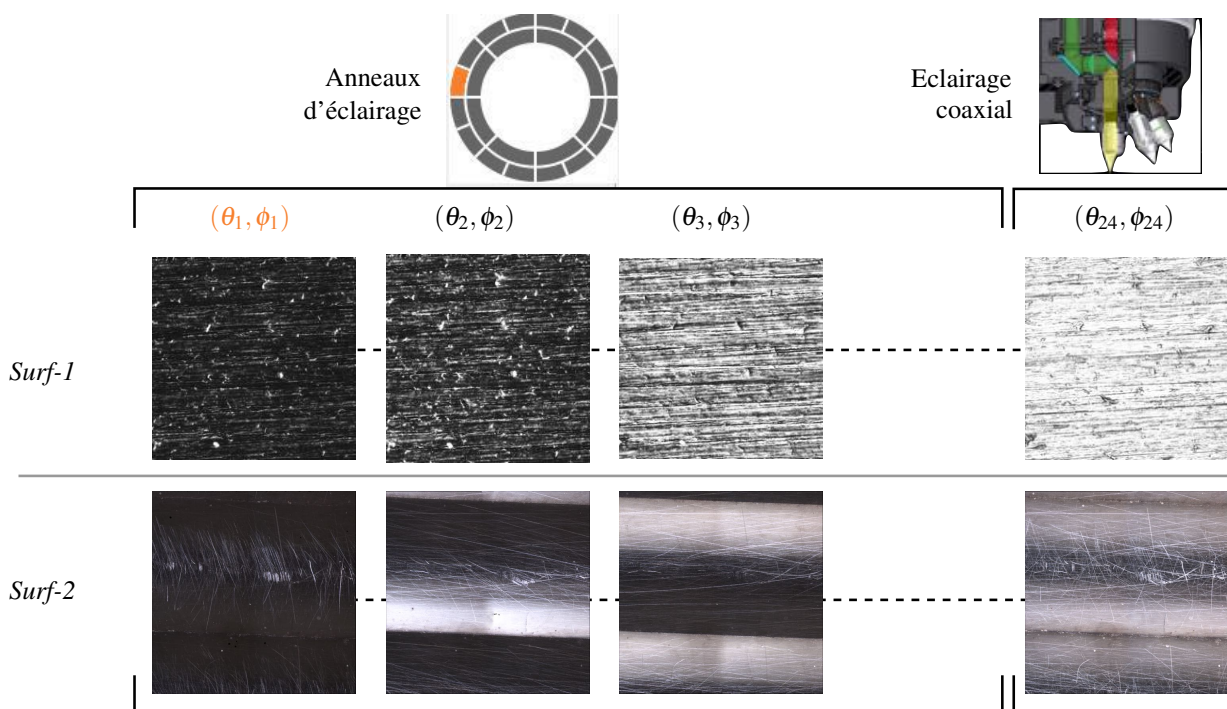 Anneaux
d'éclairage
Eclairage
coaxial
(θ₁, ϕ₁)
(θ₂, ϕ₂)
(θ₃, ϕ₃)
(θ₂₄, ϕ₂₄)
Surf-1
Surf-2